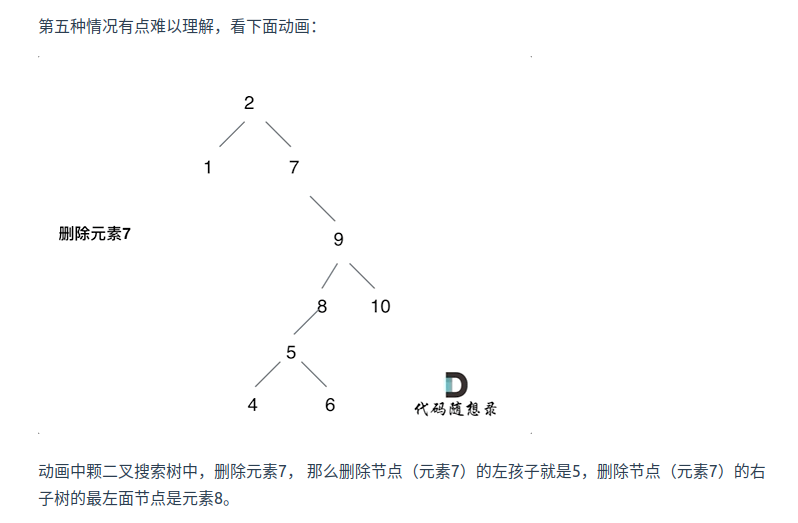 第五种情况有点难以理解，看下面动画：
2
1 7
删除元素7
9
8 10
5
4 6
代码随想录
动画中颗二叉搜索树中，删除元素7， 那么删除节点（元素7）的左孩子就是5，删除节点（元素7）的右
子树的最左面节点是元素8。